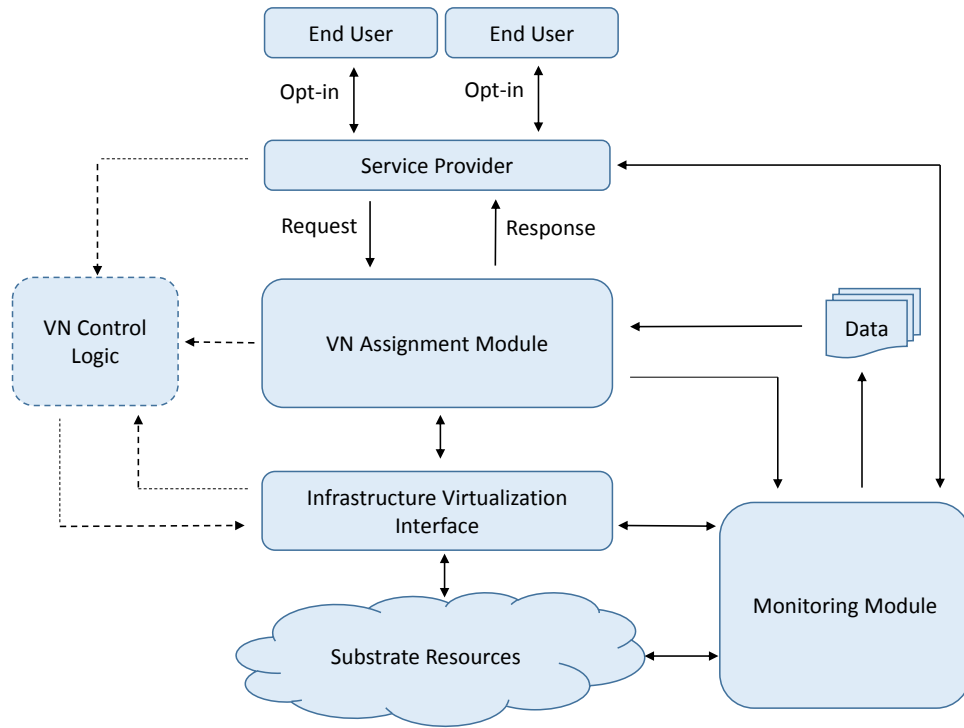 End User
End User
Opt-in
Opt-in
Service Provider
Request
Response
VN Control
Logic
VN Assignment Module
Data
Infrastructure Virtualization
Interface
Monitoring Module
Substrate Resources